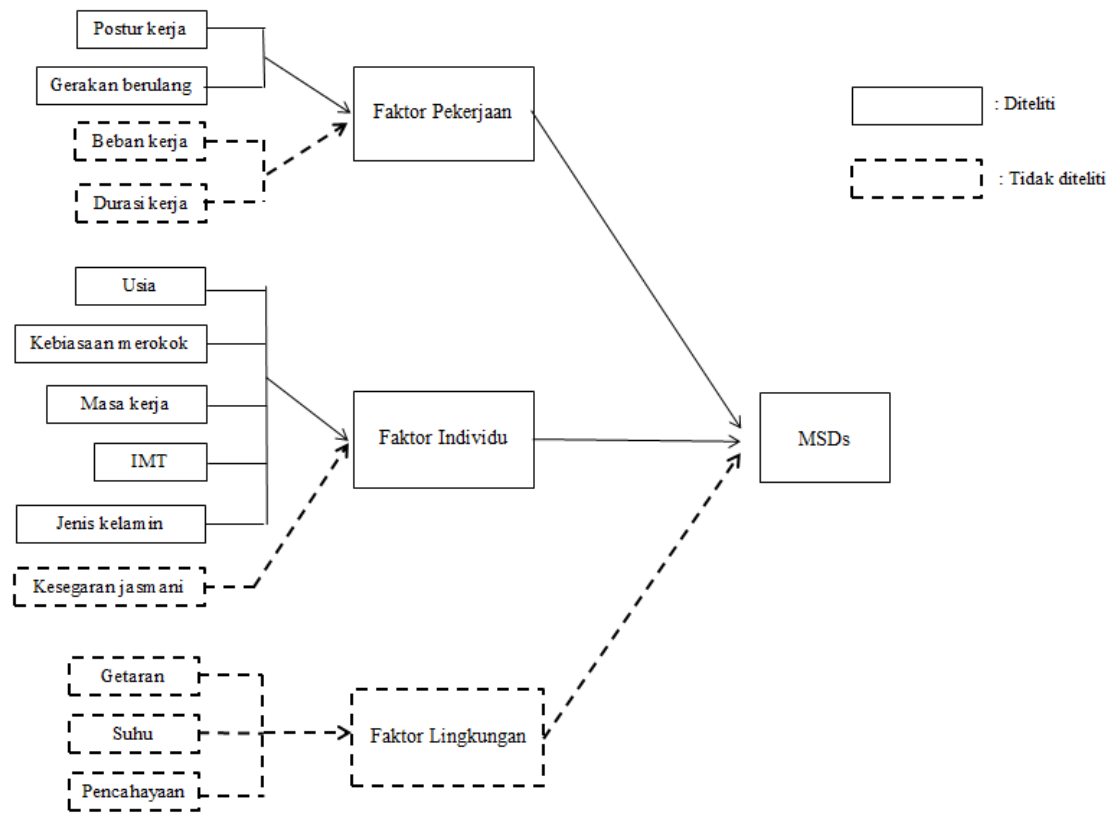 Postur kerja
Gerakan berulang
Beban kerja
Durasi kerja
Faktor Pekerjaan
: Diteliti
: Tidak diteliti
Usia
Kebiasaan merokok
Masa kerja
IMT
Jenis kelamin
Kesegaran jasmani
Faktor Individu
MSDs
Getaran
Suhu
Pencahayaan
Faktor Lingkungan